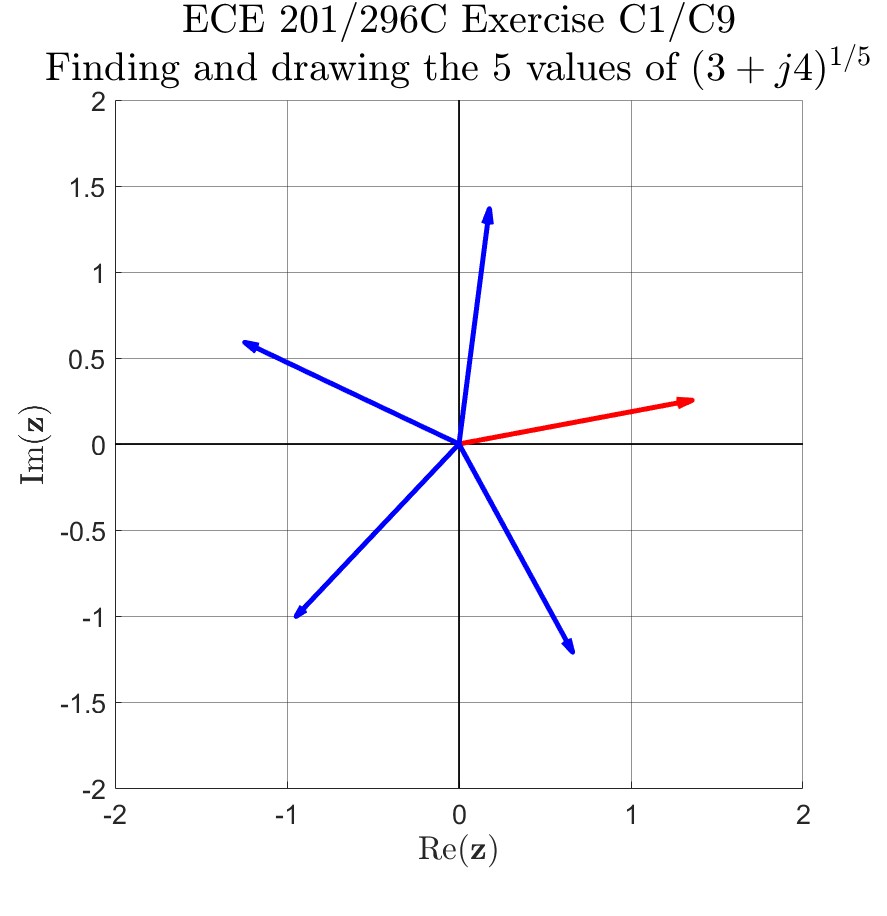 ECE 201/296C Exercise C1/C9
Finding and drawing the 5 values of (3 + j4)^{1/5}
2
1.5
1
0.5
0
-0.5
-1
-1.5
-2
Im(z)
-2 -1 0 1 2
Re(z)